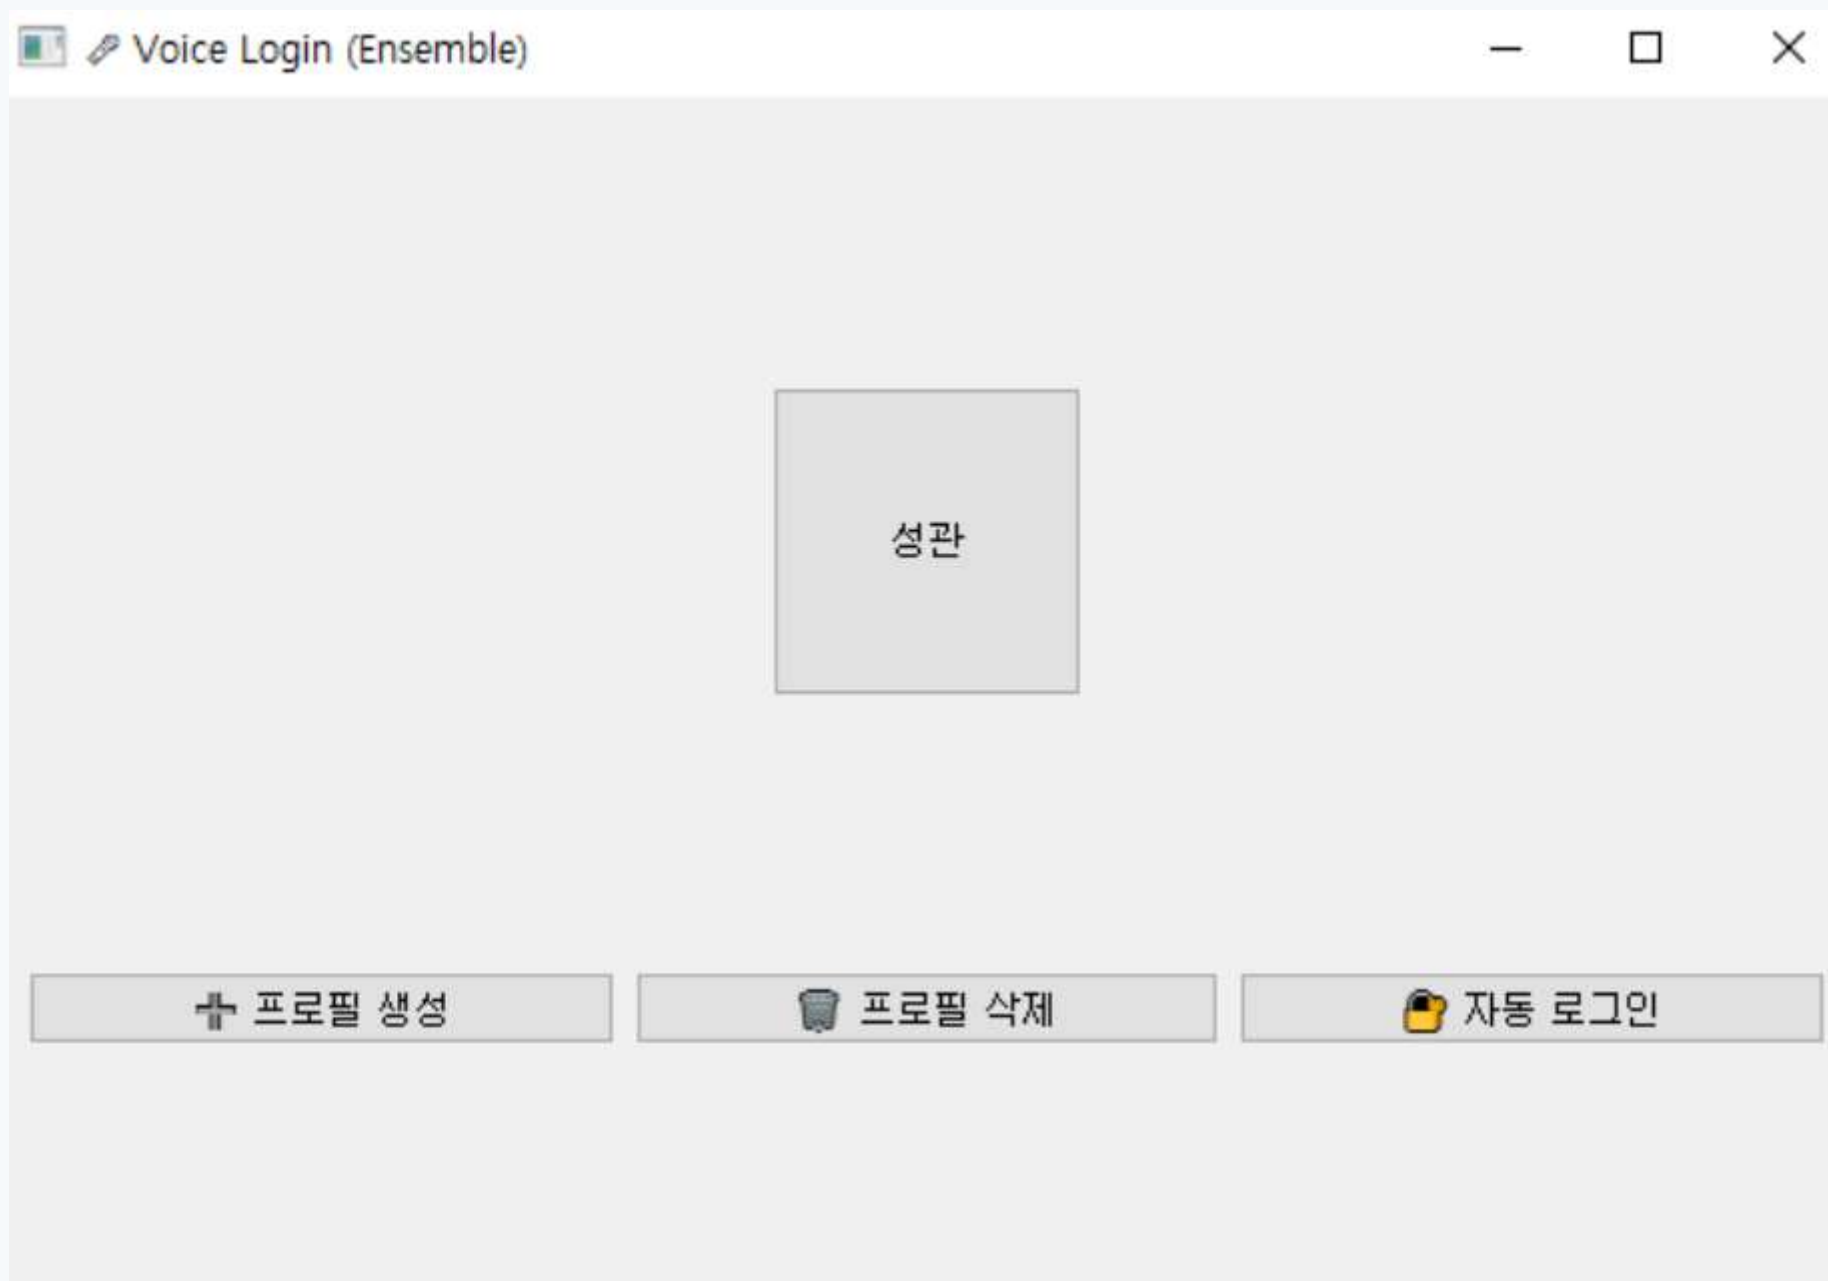 🎤 Voice Login (Ensemble)
성관
➕ 프로필 생성
🗑 프로필 삭제
🔐 자동 로그인